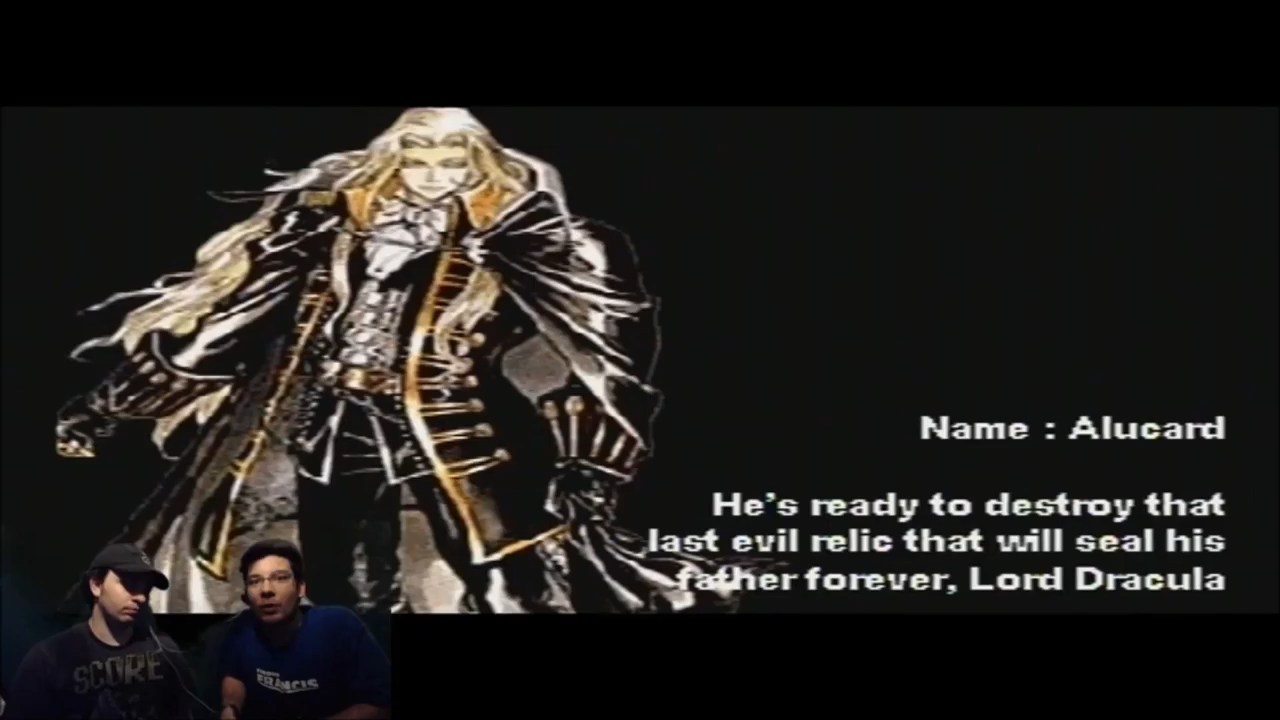 Name : Alucard
He's ready to destroy that
last evil relic that will seal his
father forever, Lord Dracula
SCORE
FRANCIS